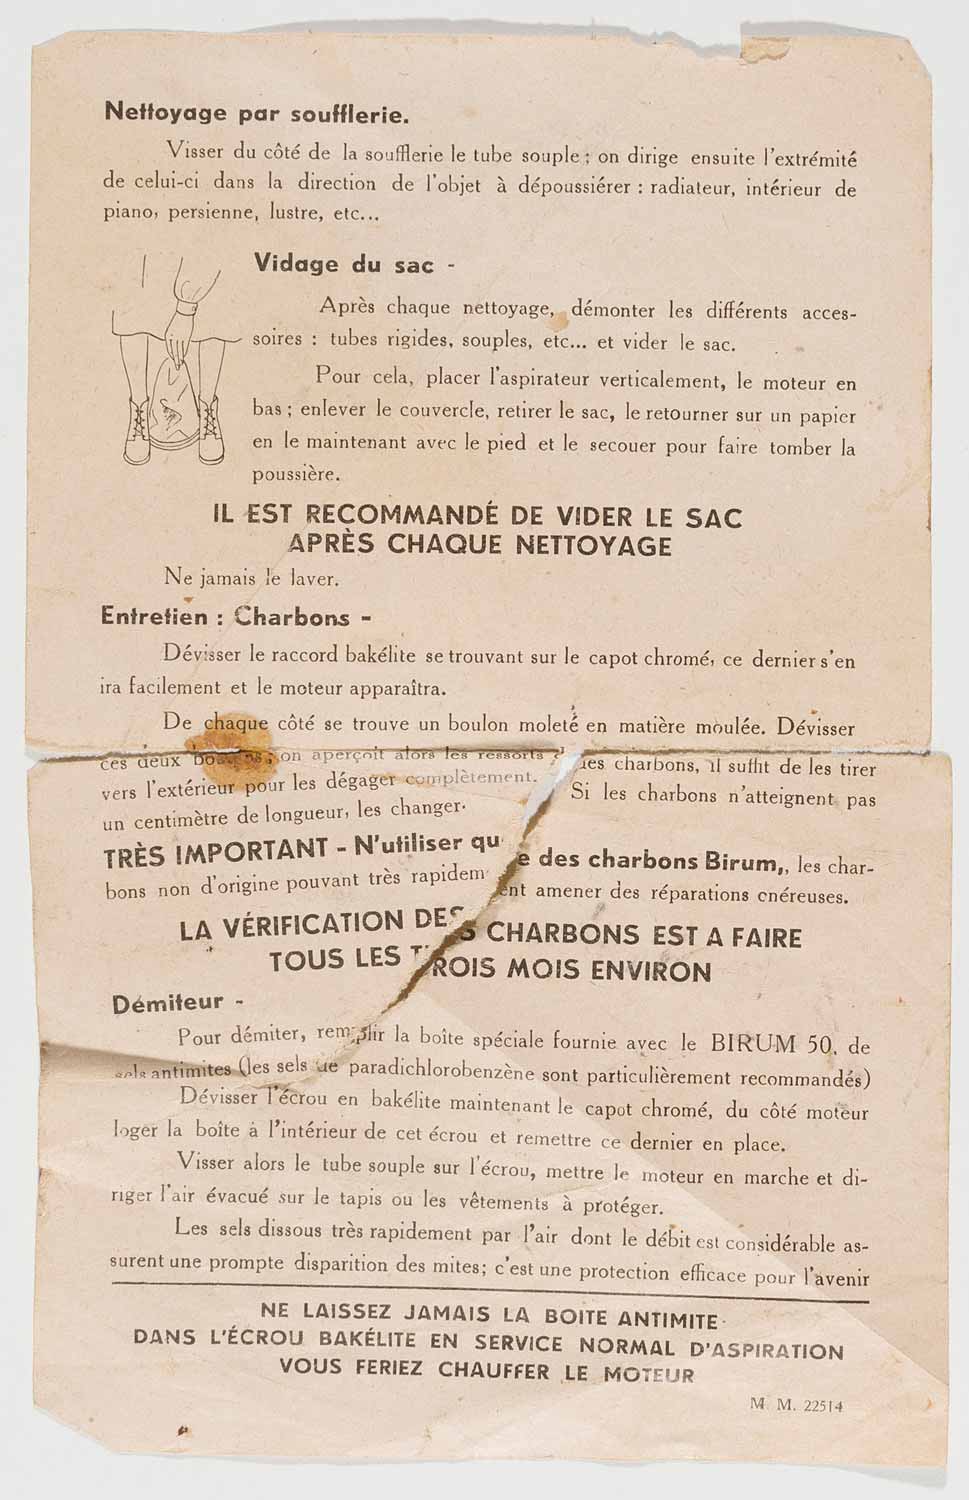 Nettoyage par soufflerie.
Visser du côté de la soufflerie le tube souple ; on dirige ensuite l'extrémité
de celui-ci dans la direction de l'objet à dépoussiérer : radiateur, intérieur de
piano, persienne, lustre, etc...
Vidage du sac -
Après chaque nettoyage, démonter les différents acces-
soires : tubes rigides, souples, etc... et vider le sac.
Pour cela, placer l'aspirateur verticalement, le moteur en
bas ; enlever le couvercle, retirer le sac, le retourner sur un papier
en le maintenant avec le pied et le secouer pour faire tomber la
poussière.
IL EST RECOMMANDÉ DE VIDER LE SAC
APRÈS CHAQUE NETTOYAGE
Ne jamais le laver.
Entretien : Charbons -
Dévisser le raccord bakélite se trouvant sur le capot chromé, ce dernier s'en
ira facilement et le moteur apparaîtra.
De chaque côté se trouve un boulon moleté en matière moulée. Dévisser
ces deux on aperçoit alors les ressorts des charbons, il suffit de les tirer
vers l'extérieur pour les dégager complètement. Si les charbons n'atteignent pas
un centimètre de longueur, les changer.
TRÈS IMPORTANT - N'utiliser que des charbons Birum,, les char-
bons non d'origine pouvant très rapidement amener des réparations cnéreuses.
LA VÉRIFICATION DES CHARBONS EST A FAIRE
TOUS LES TROIS MOIS ENVIRON
Démiteur -
Pour démiter, remplir la boîte spéciale fournie avec le BIRUM 50, de
sels antimites (les sels de paradichlorobenzène sont particulièrement recommandés)
Dévisser l'écrou en bakélite maintenant le capot chromé, du côté moteur
loger la boîte à l'intérieur de cet écrou et remettre ce dernier en place.
Visser alors le tube souple sur l'écrou, mettre le moteur en marche et di-
riger l'air évacué sur le tapis ou les vêtements à protéger.
Les sels dissous très rapidement par l'air dont le débit est considérable as-
surent une prompte disparition des mites; c'est une protection efficace pour l'avenir
NE LAISSEZ JAMAIS LA BOITE ANTIMITE
DANS L'ÉCROU BAKÉLITE EN SERVICE NORMAL D'ASPIRATION
VOUS FERIEZ CHAUFFER LE MOTEUR
M. M. 22514